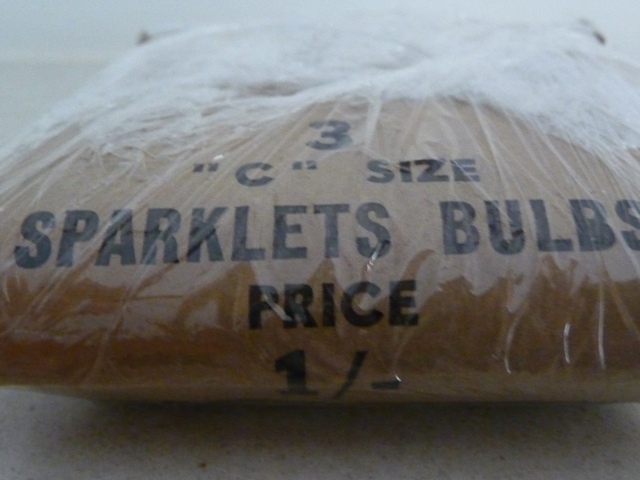 3
"C" SIZE
SPARKLETS BULBS
PRICE
1/-